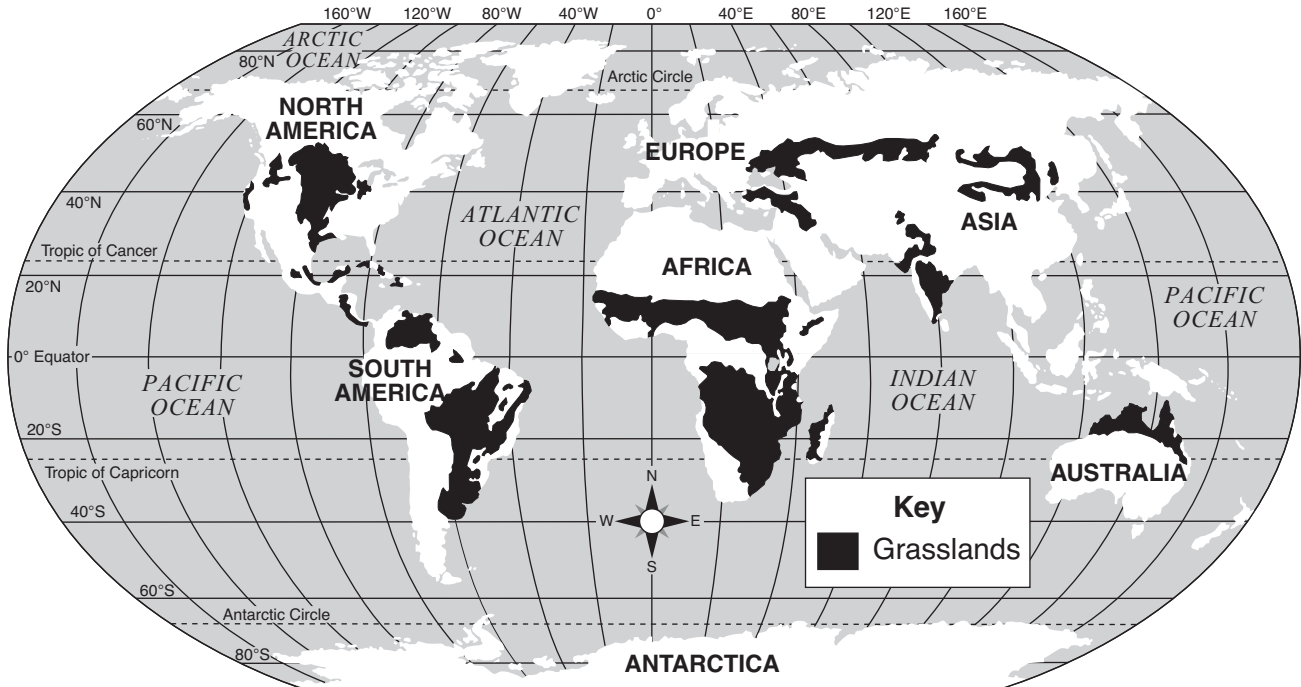 160°W 120°W 80°W 40°W 0° 40°E 80°E 120°E 160°E
ARCTIC
OCEAN
80°N
Arctic Circle
NORTH
AMERICA
60°N
EUROPE
40°N
ATLANTIC
OCEAN
ASIA
Tropic of Cancer
AFRICA
20°N
PACIFIC
OCEAN
0° Equator
SOUTH
AMERICA
PACIFIC
OCEAN
INDIAN
OCEAN
20°S
Tropic of Capricorn
AUSTRALIA
N
W E
S
40°S
Key
Grasslands
60°S
Antarctic Circle
80°S
ANTARCTICA